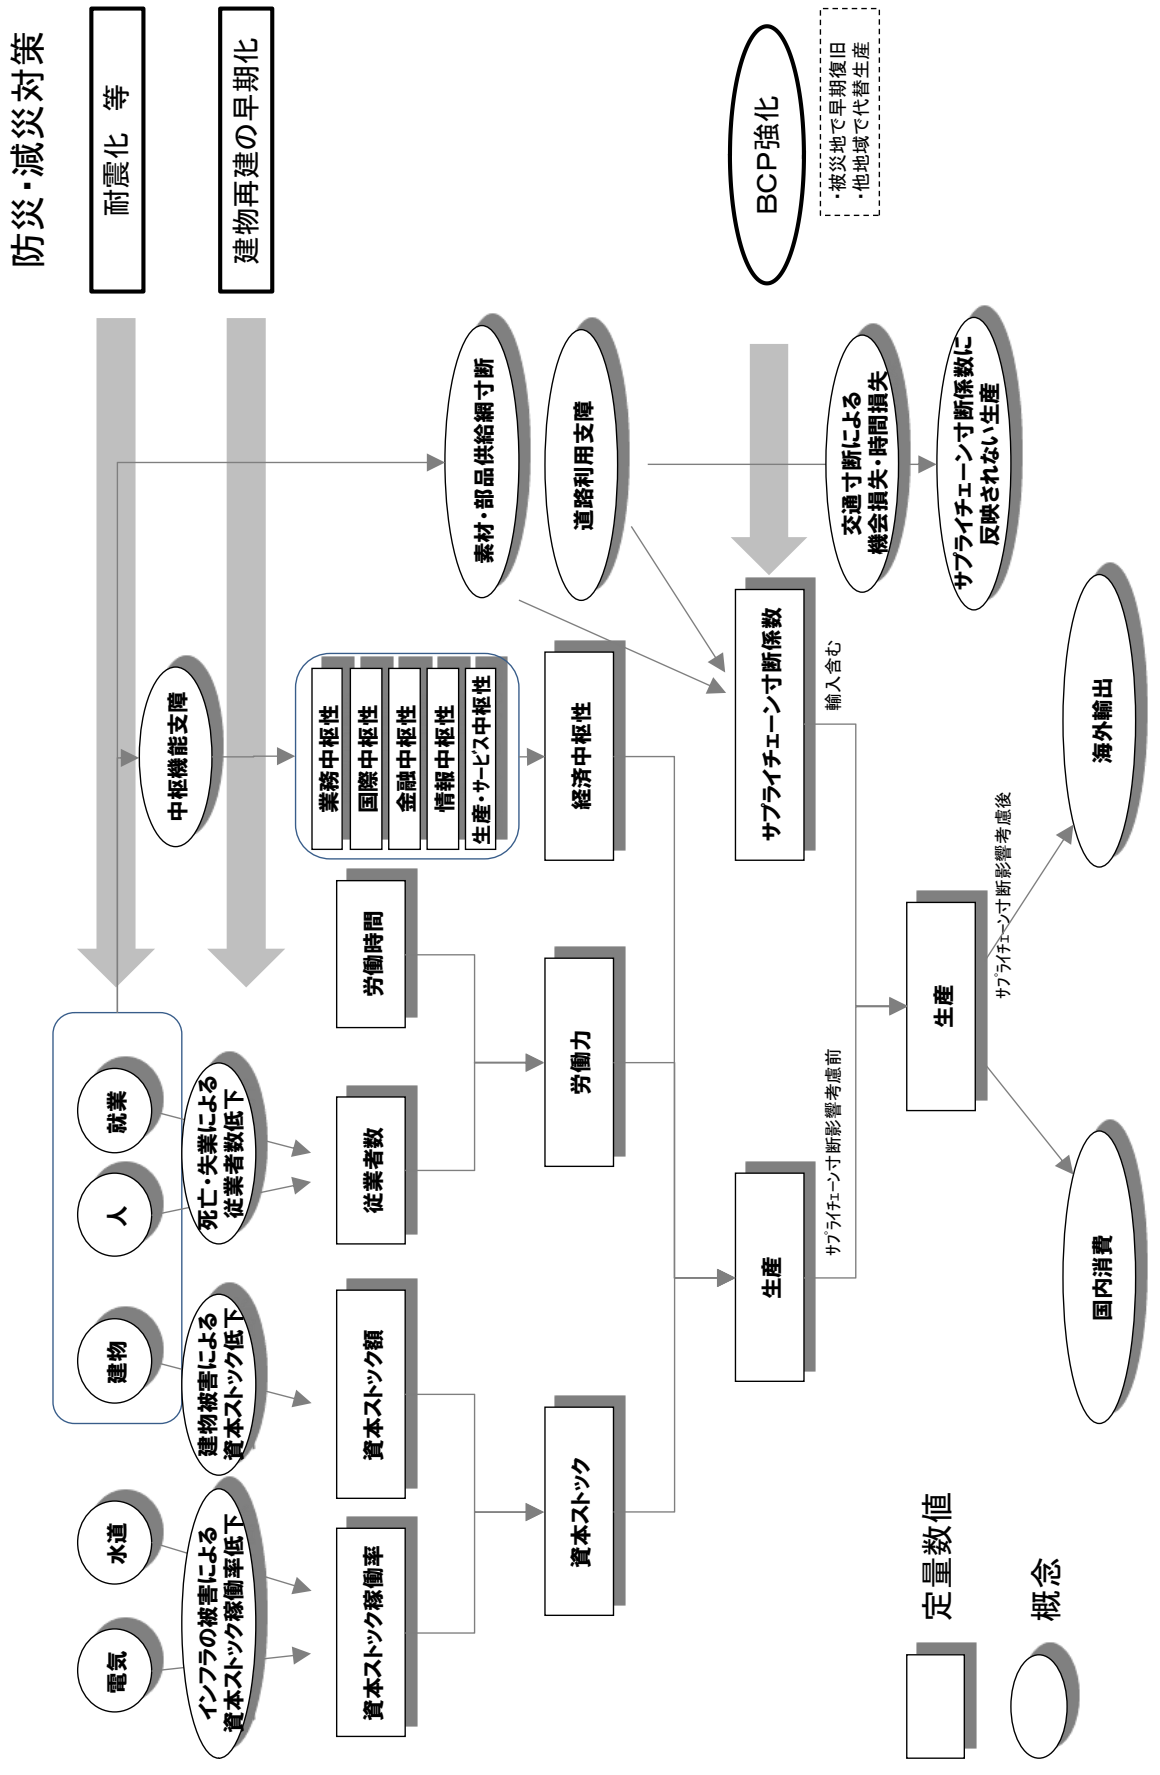 防災・減災対策
耐震化 等
建物再建の早期化
電気
水道
建物
人
就業
インフラの被害による
資本ストック稼働率低下
建物被害による
資本ストック低下
死亡・失業による
従業者数低下
中枢機能支障
資本ストック稼働率
資本ストック額
従業者数
労働時間
業務中枢性
国際中枢性
金融中枢性
情報中枢性
生産・サービス中枢性
素材・部品供給網寸断
道路利用支障
資本ストック
労働力
経済中枢性
生産
サプライチェーン寸断係数
BCP強化
・被災地で早期復旧
・他地域で代替生産
サプライチェーン寸断影響考慮前
輸入含む
交通寸断による
機会損失・時間損失
サプライチェーン寸断係数に
反映されない生産
生産
サプライチェーン寸断影響考慮後
国内消費
海外輸出
定量数値
概念